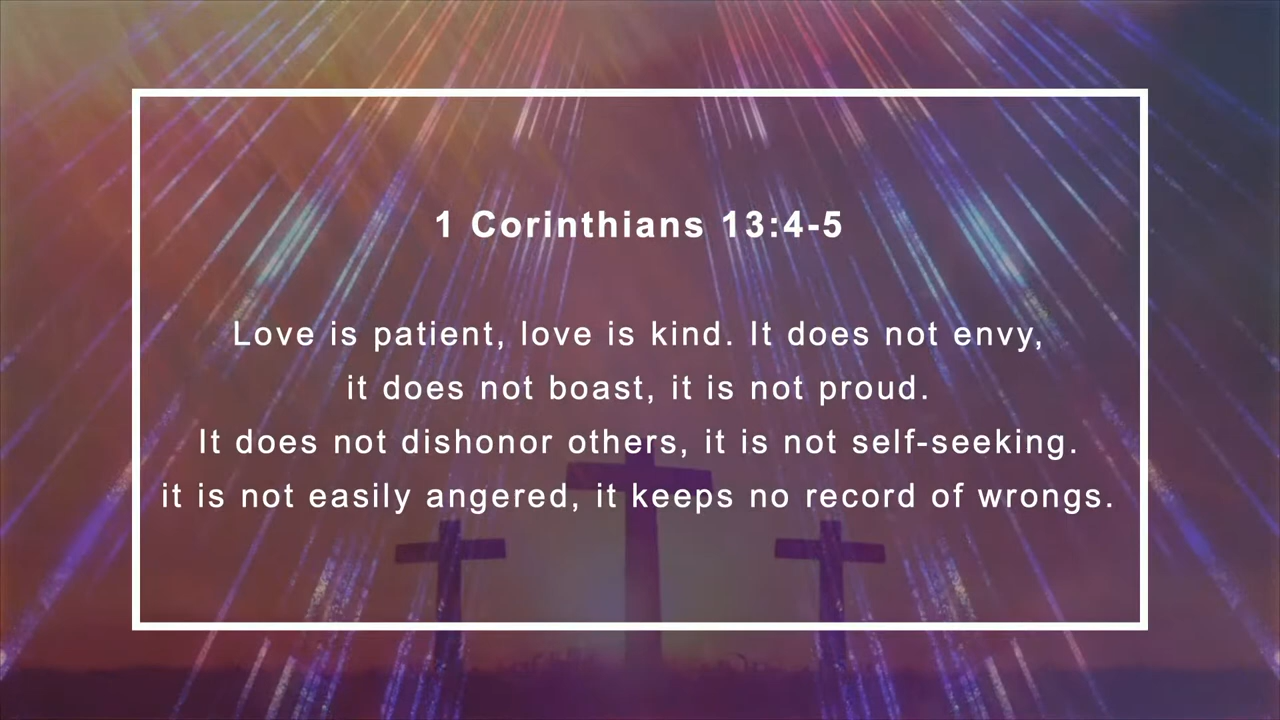 1 Corinthians 13:4-5
Love is patient, love is kind. It does not envy,
it does not boast, it is not proud.
It does not dishonor others, it is not self-seeking.
it is not easily angered, it keeps no record of wrongs.